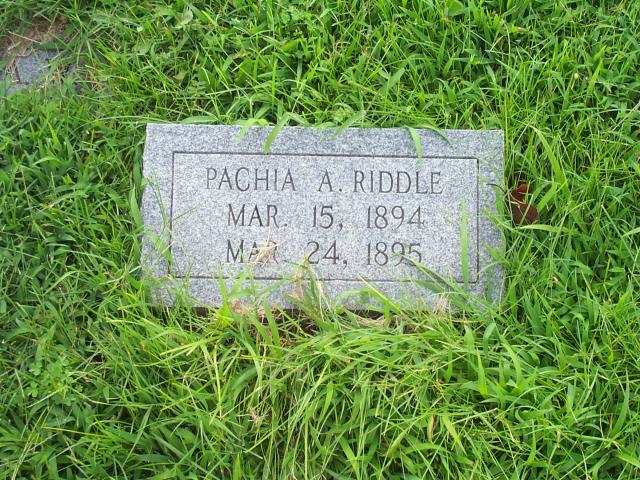 PACHIA A. RIDDLE
MAR. 15, 1894
24, 1895